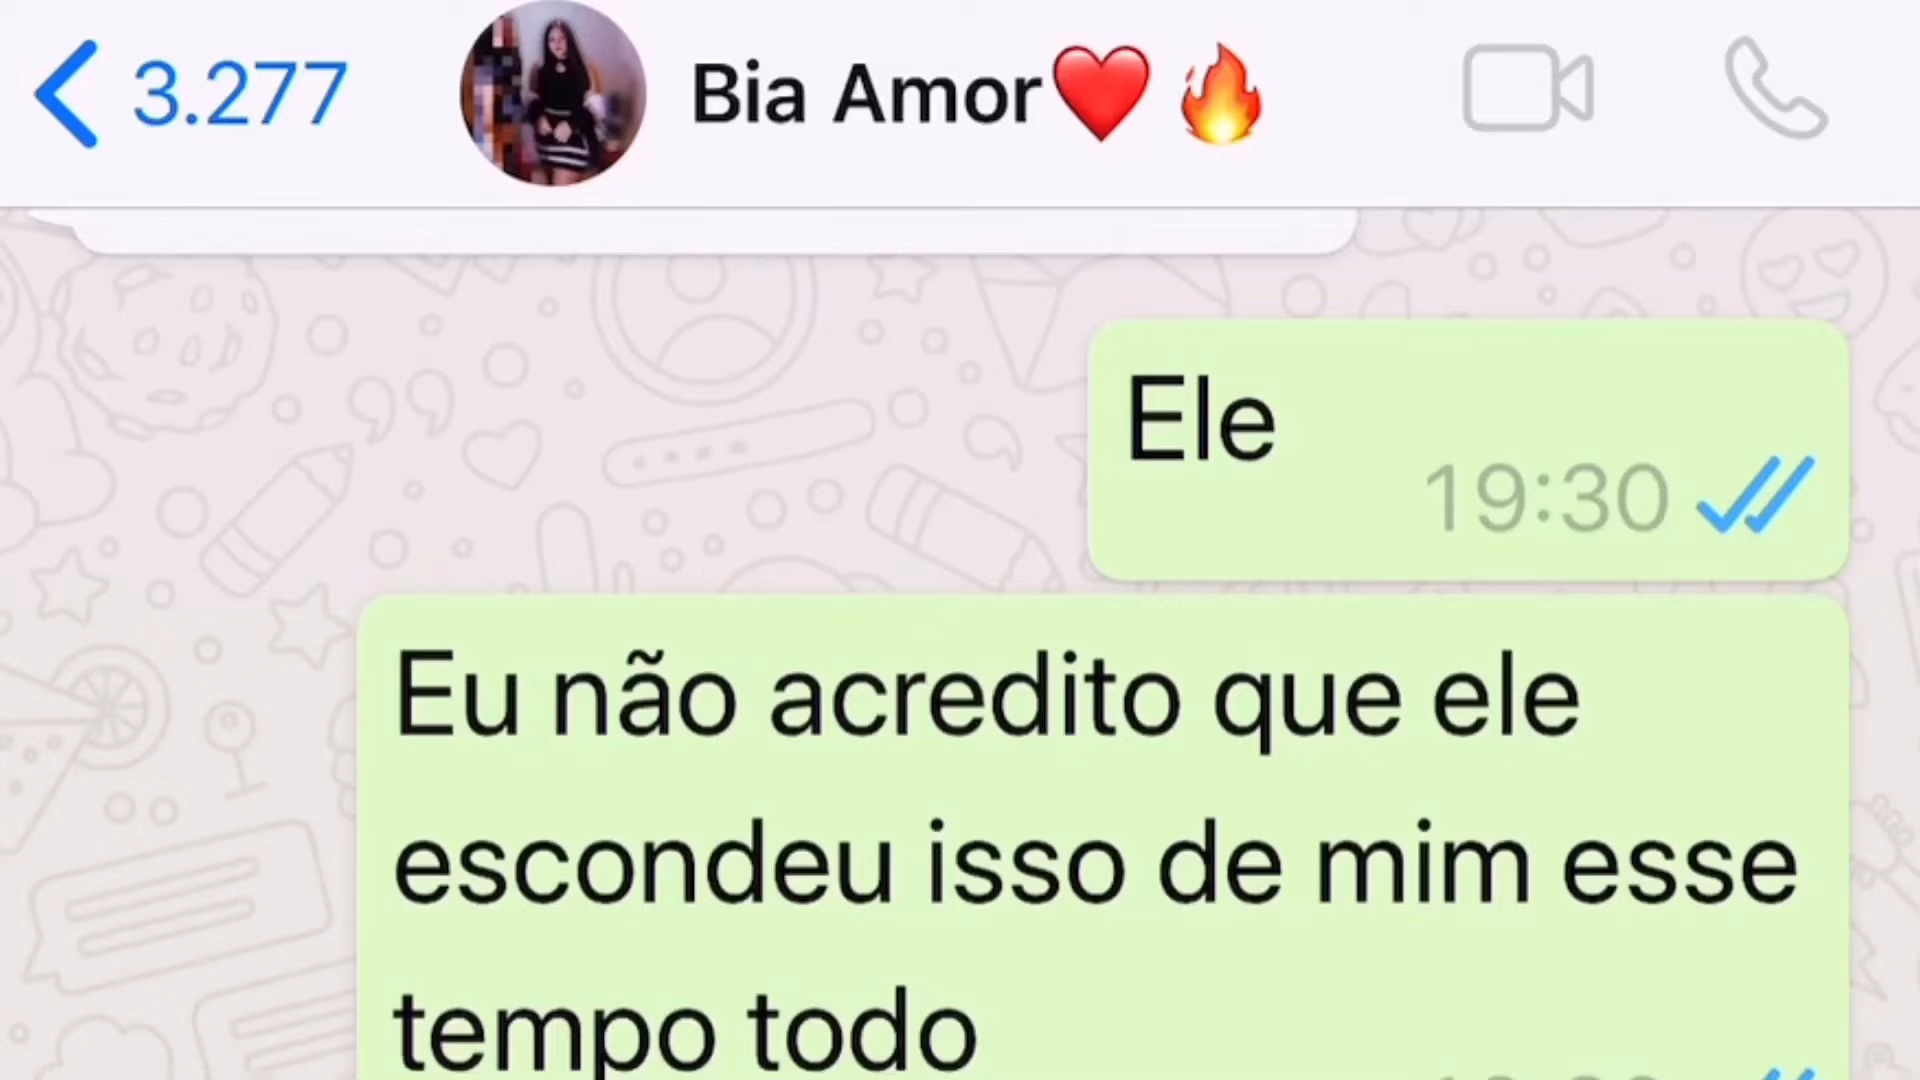 3.277
Bia Amor❤️🔥
Ele
19:30
Eu não acredito que ele
escondeu isso de mim esse
tempo todo